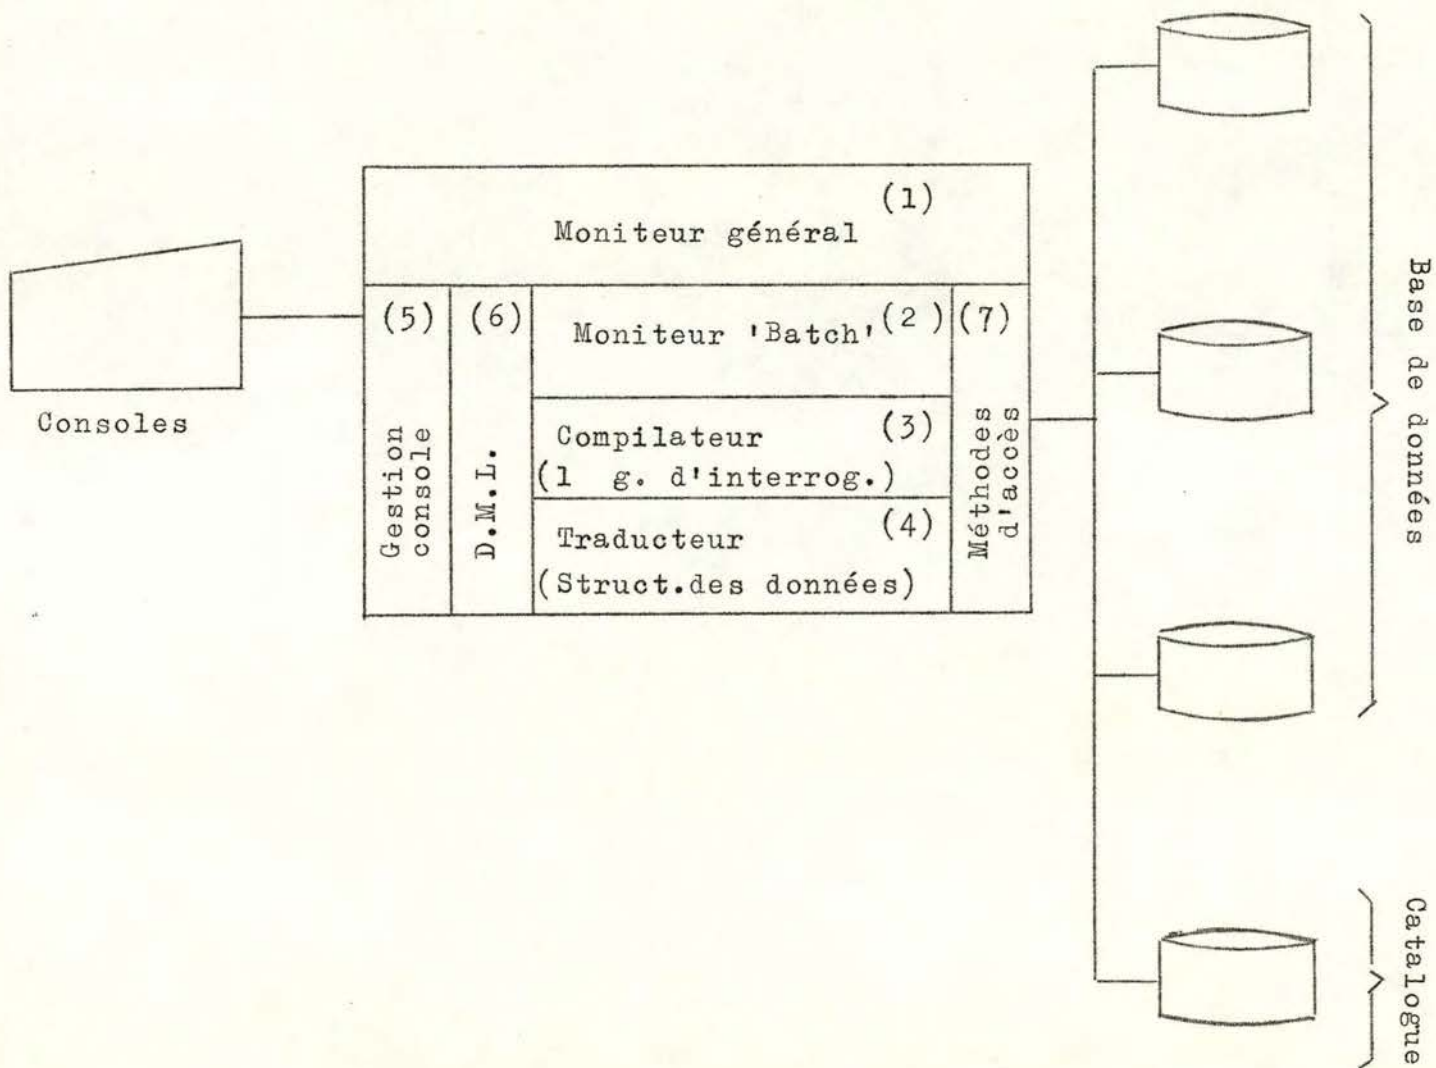 (1)
Moniteur général
(5)
(6)
Moniteur 'Batch'
(2)
(7)
Compilateur
(3)
(l g. d'interrog.)
Traducteur
(4)
(Struct.des données)
Gestion
console
D.M.L.
Méthodes
d'accès
Consoles
Base de données
Catalogue